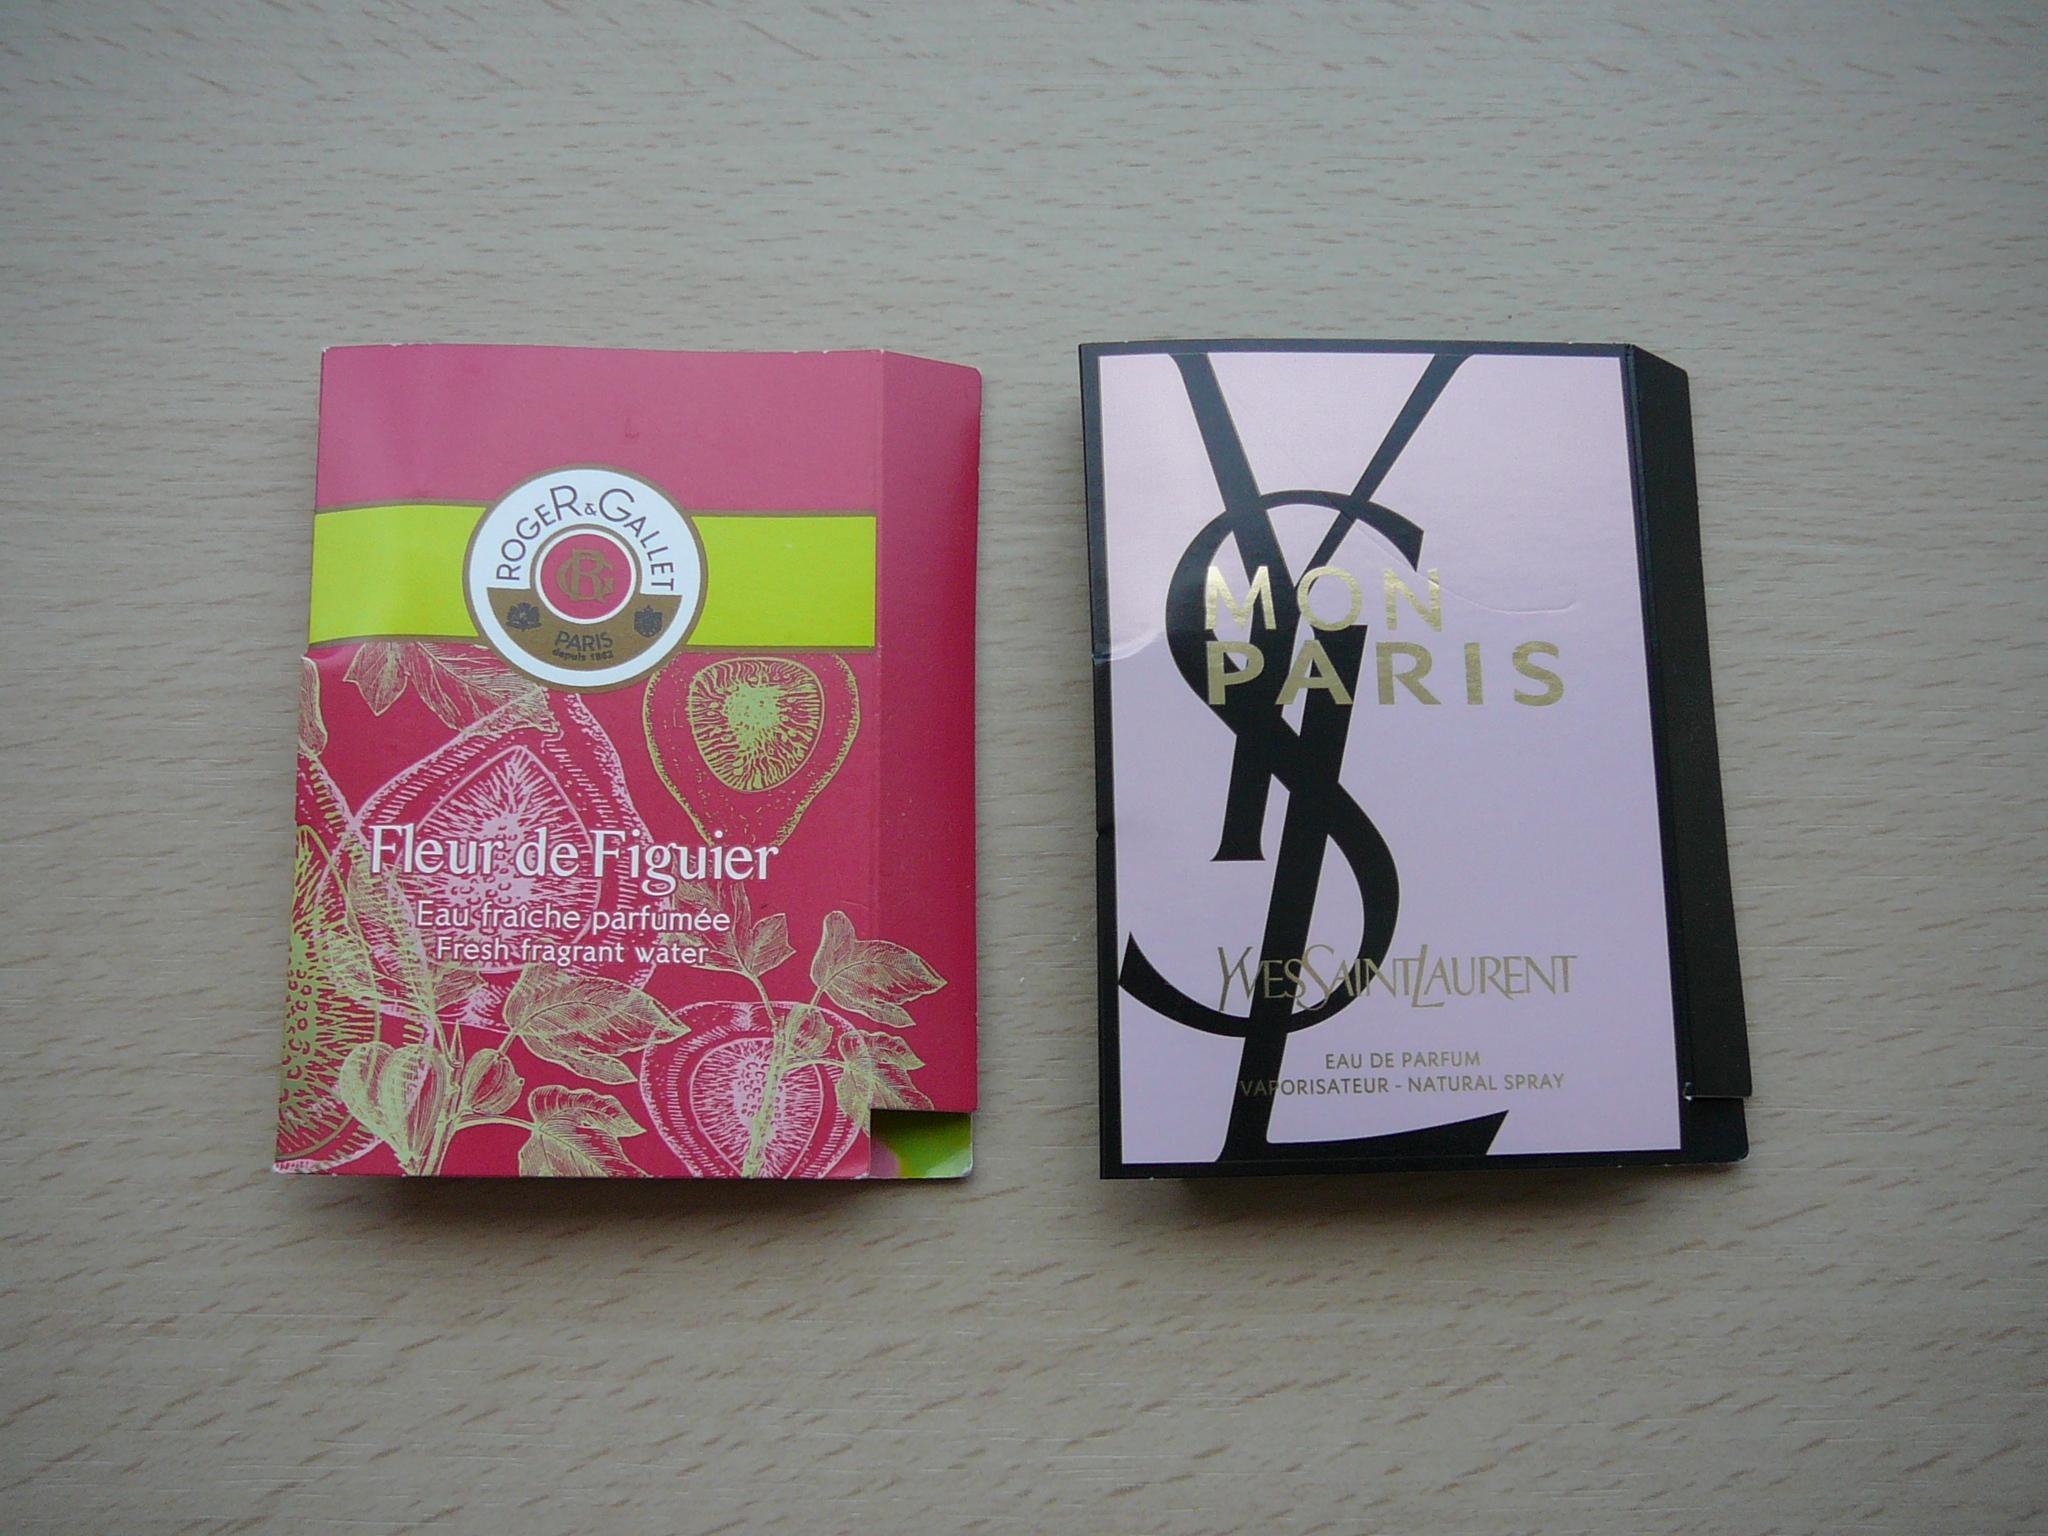 ROGER & GALLET
RG
PARIS
depuis 1862
Fleur de Figuier
Eau fraîche parfumée
Fresh fragrant water
YSL
MON
PARIS
YVESSAINTLAURENT
EAU DE PARFUM
VAPORISATEUR - NATURAL SPRAY